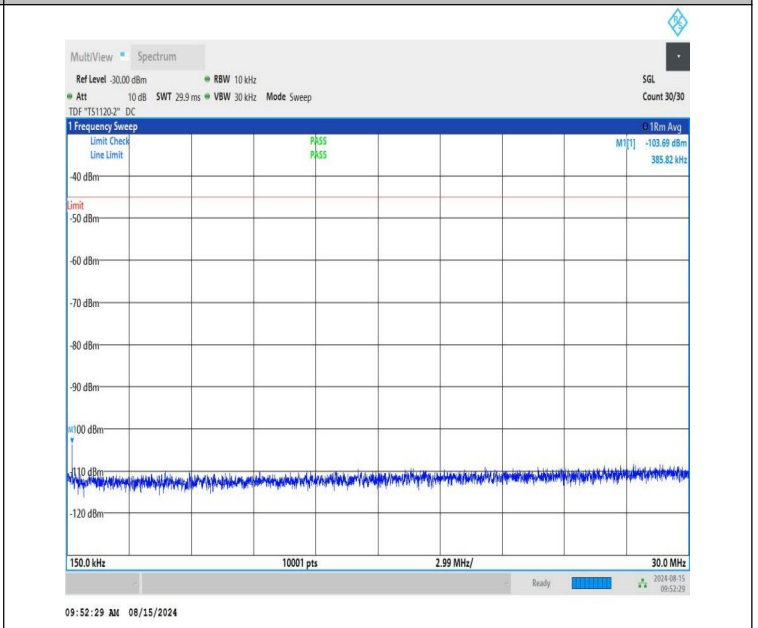 R S
MultiView Spectrum
Ref Level -30.00 dBm RBW 10 kHz SGL
Att 10 dB SWT 29.9 ms VBW 30 kHz Mode Sweep Count 30/30
TDF "TS1120-2" DC
1 Frequency Sweep 1Rm Avg
Limit Check PASS M1[1] -103.69 dBm
Line Limit PASS 385.82 kHz
-40 dBm
Limit
-50 dBm
-60 dBm
-70 dBm
-80 dBm
-90 dBm
M1
-100 dBm
-110 dBm
-120 dBm
150.0 kHz 10001 pts 2.99 MHz/ 30.0 MHz
Ready 2024-08-15
09:52:29
09:52:29 AM 08/15/2024